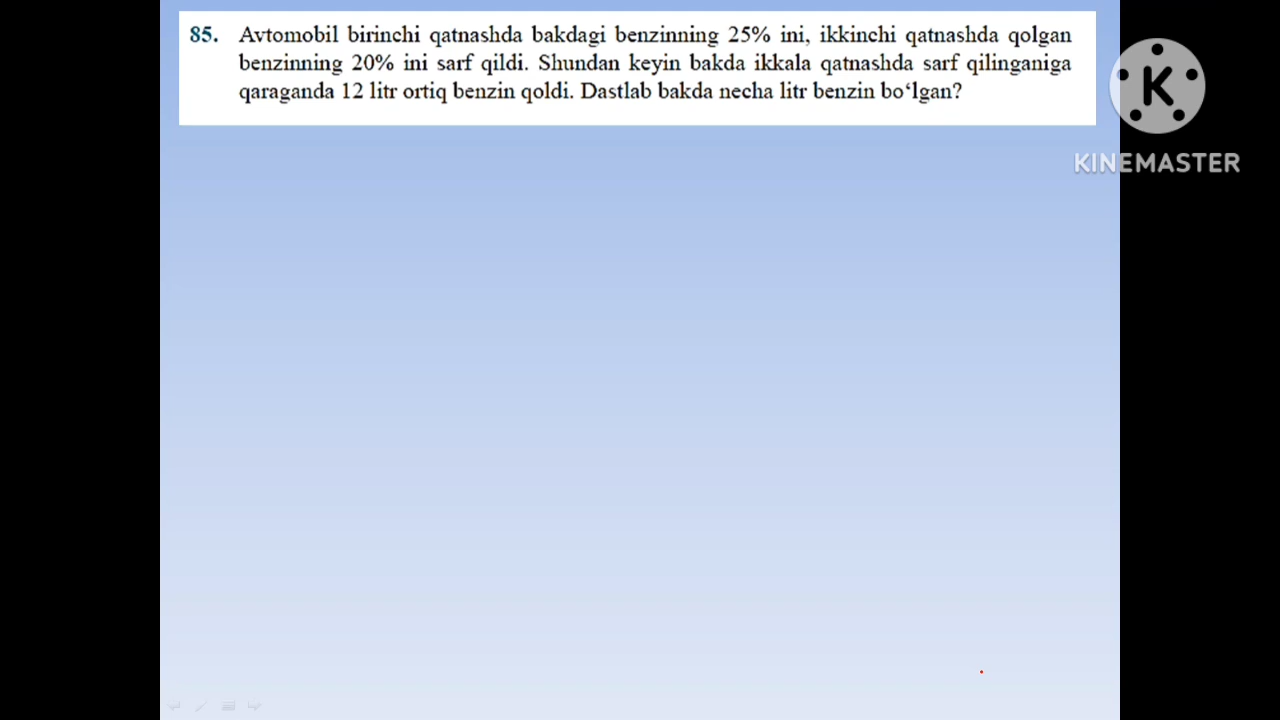 85. Avtomobil birinchi qatnashda bakdagi benzinning 25% ini, ikkinchi qatnashda qolgan
benzinning 20% ini sarf qildi. Shundan keyin bakda ikkala qatnashda sarf qilinganiga
qaraganda 12 litr ortiq benzin qoldi. Dastlab bakda necha litr benzin bo‘lgan?
K
KINEMASTER